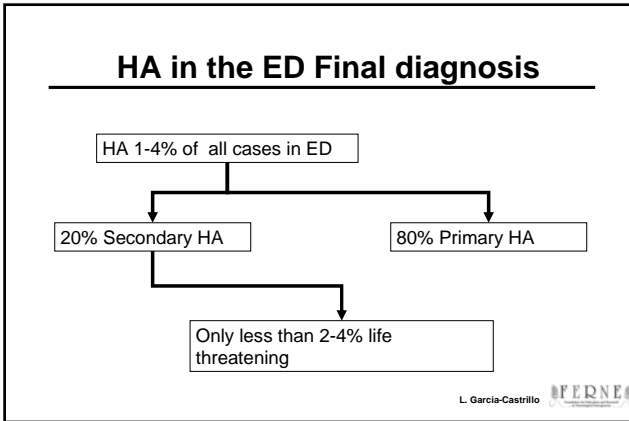 HA in the ED Final diagnosis
HA 1-4% of all cases in ED
20% Secondary HA
80% Primary HA
Only less than 2-4% life
threatening
L. Garcia-Castrillo
FERNE